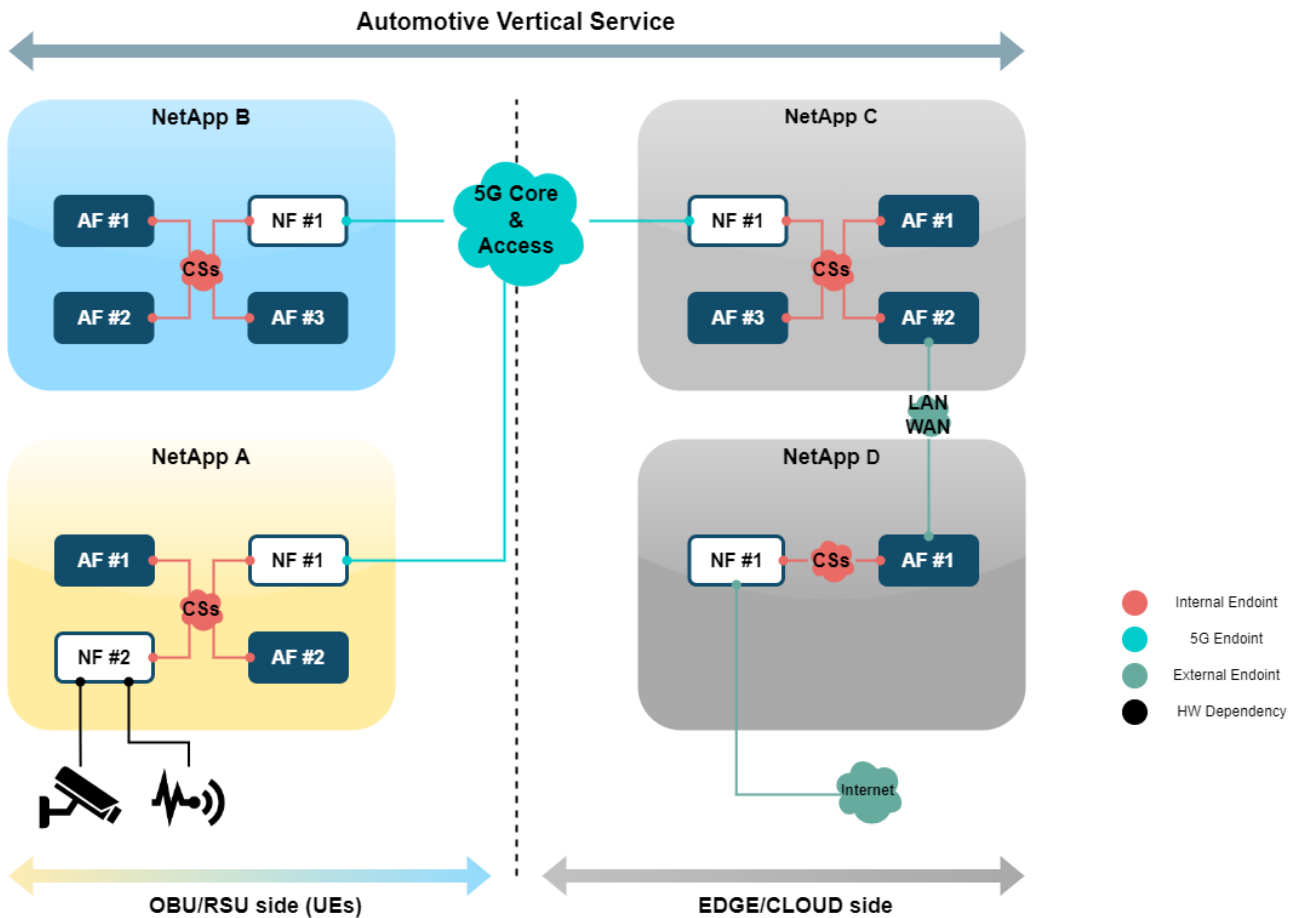 Automotive Vertical Service
NetApp B
AF #1
NF #1
CSs
AF #2
AF #3
5G Core
&
Access
NetApp C
NF #1
AF #1
CSs
AF #3
AF #2
LAN
WAN
NetApp A
AF #1
NF #1
CSs
NF #2
AF #2
NetApp D
NF #1
CSs
AF #1
Internet
Internal Endoint
5G Endoint
External Endoint
HW Dependency
OBU/RSU side (UEs)
EDGE/CLOUD side